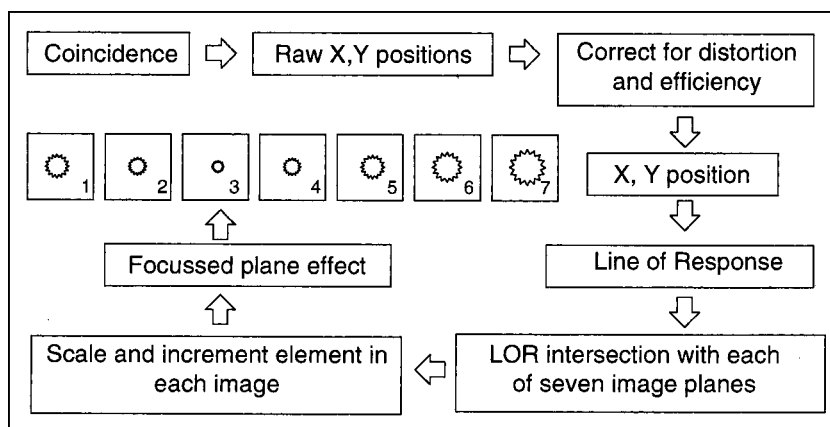 Coincidence
Raw X,Y positions
Correct for distortion
and efficiency
1
2
3
4
5
6
7
X, Y position
Focussed plane effect
Line of Response
Scale and increment element in
each image
LOR intersection with each
of seven image planes